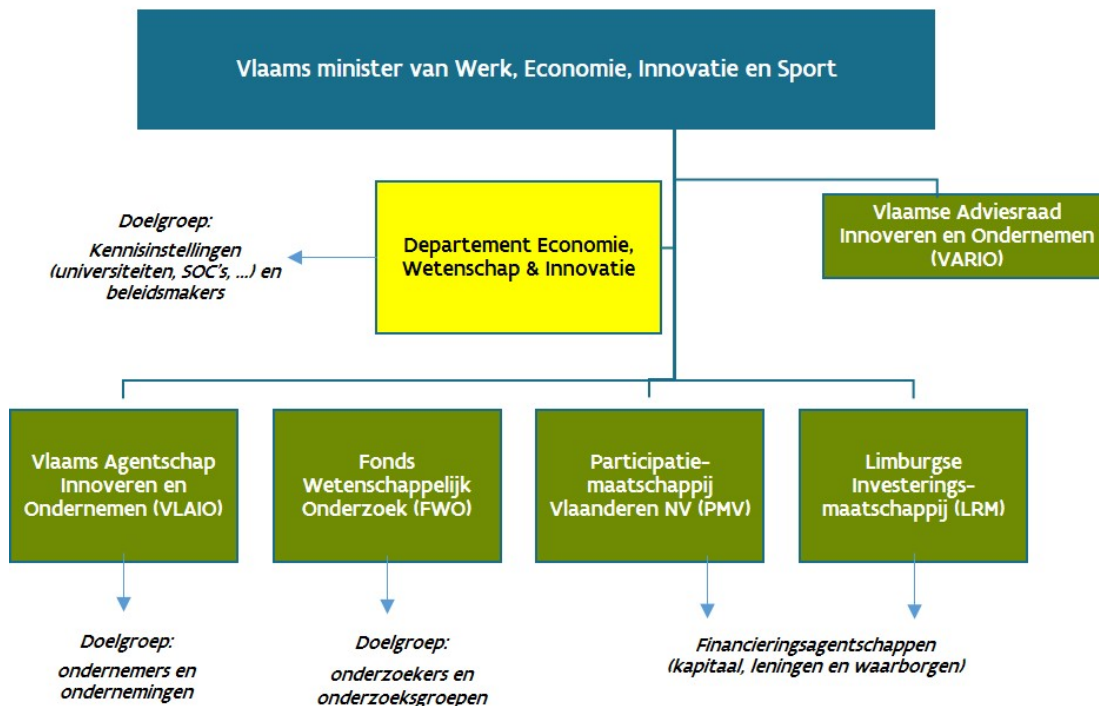 Vlaams minister van Werk, Economie, Innovatie en Sport
Doelgroep:
Kennisinstellingen
(universiteiten, SOC's, ...) en
beleidsmakers
Departement Economie,
Wetenschap & Innovatie
Vlaamse Adviesraad
Innoveren en Ondernemen
(VARIO)
Vlaams Agentschap
Innoveren en
Ondernemen (VLAIO)
Fonds
Wetenschappelijk
Onderzoek (FWO)
Participatie-
maatschappij
Vlaanderen NV (PMV)
Limburgse
Investerings-
maatschappij (LRM)
Doelgroep:
ondernemers en
ondernemingen
Doelgroep:
onderzoekers en
onderzoeksgroepen
Financieringsagentschappen
(kapitaal, leningen en waarborgen)